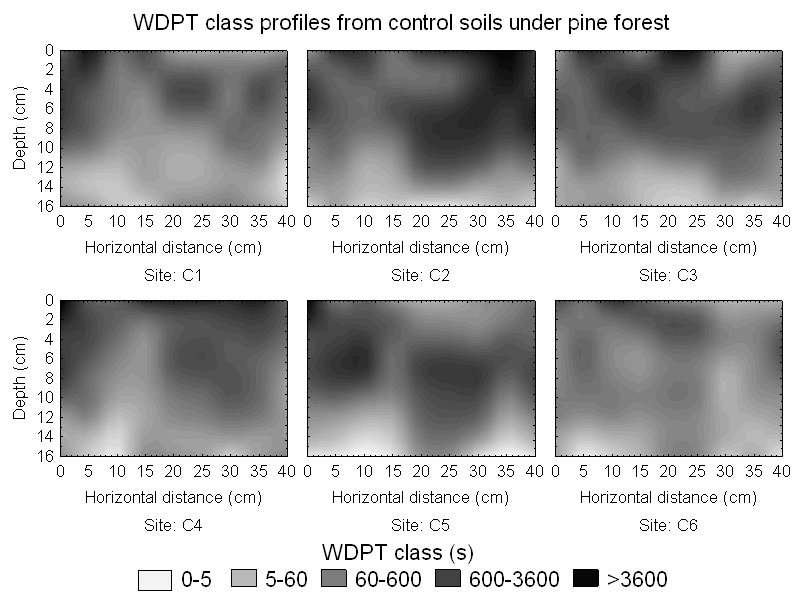 WDPT class profiles from control soils under pine forest
0
2
4
6
8
10
12
14
16
Depth (cm)
0 5 10 15 20 25 30 35 40
0 5 10 15 20 25 30 35 40
0 5 10 15 20 25 30 35 40
Horizontal distance (cm)
Horizontal distance (cm)
Horizontal distance (cm)
Site: C1
Site: C2
Site: C3
0
2
4
6
8
10
12
14
16
Depth (cm)
0 5 10 15 20 25 30 35 40
0 5 10 15 20 25 30 35 40
0 5 10 15 20 25 30 35 40
Horizontal distance (cm)
Horizontal distance (cm)
Horizontal distance (cm)
Site: C4
Site: C5
Site: C6
WDPT class (s)
0-5 5-60 60-600 600-3600 >3600